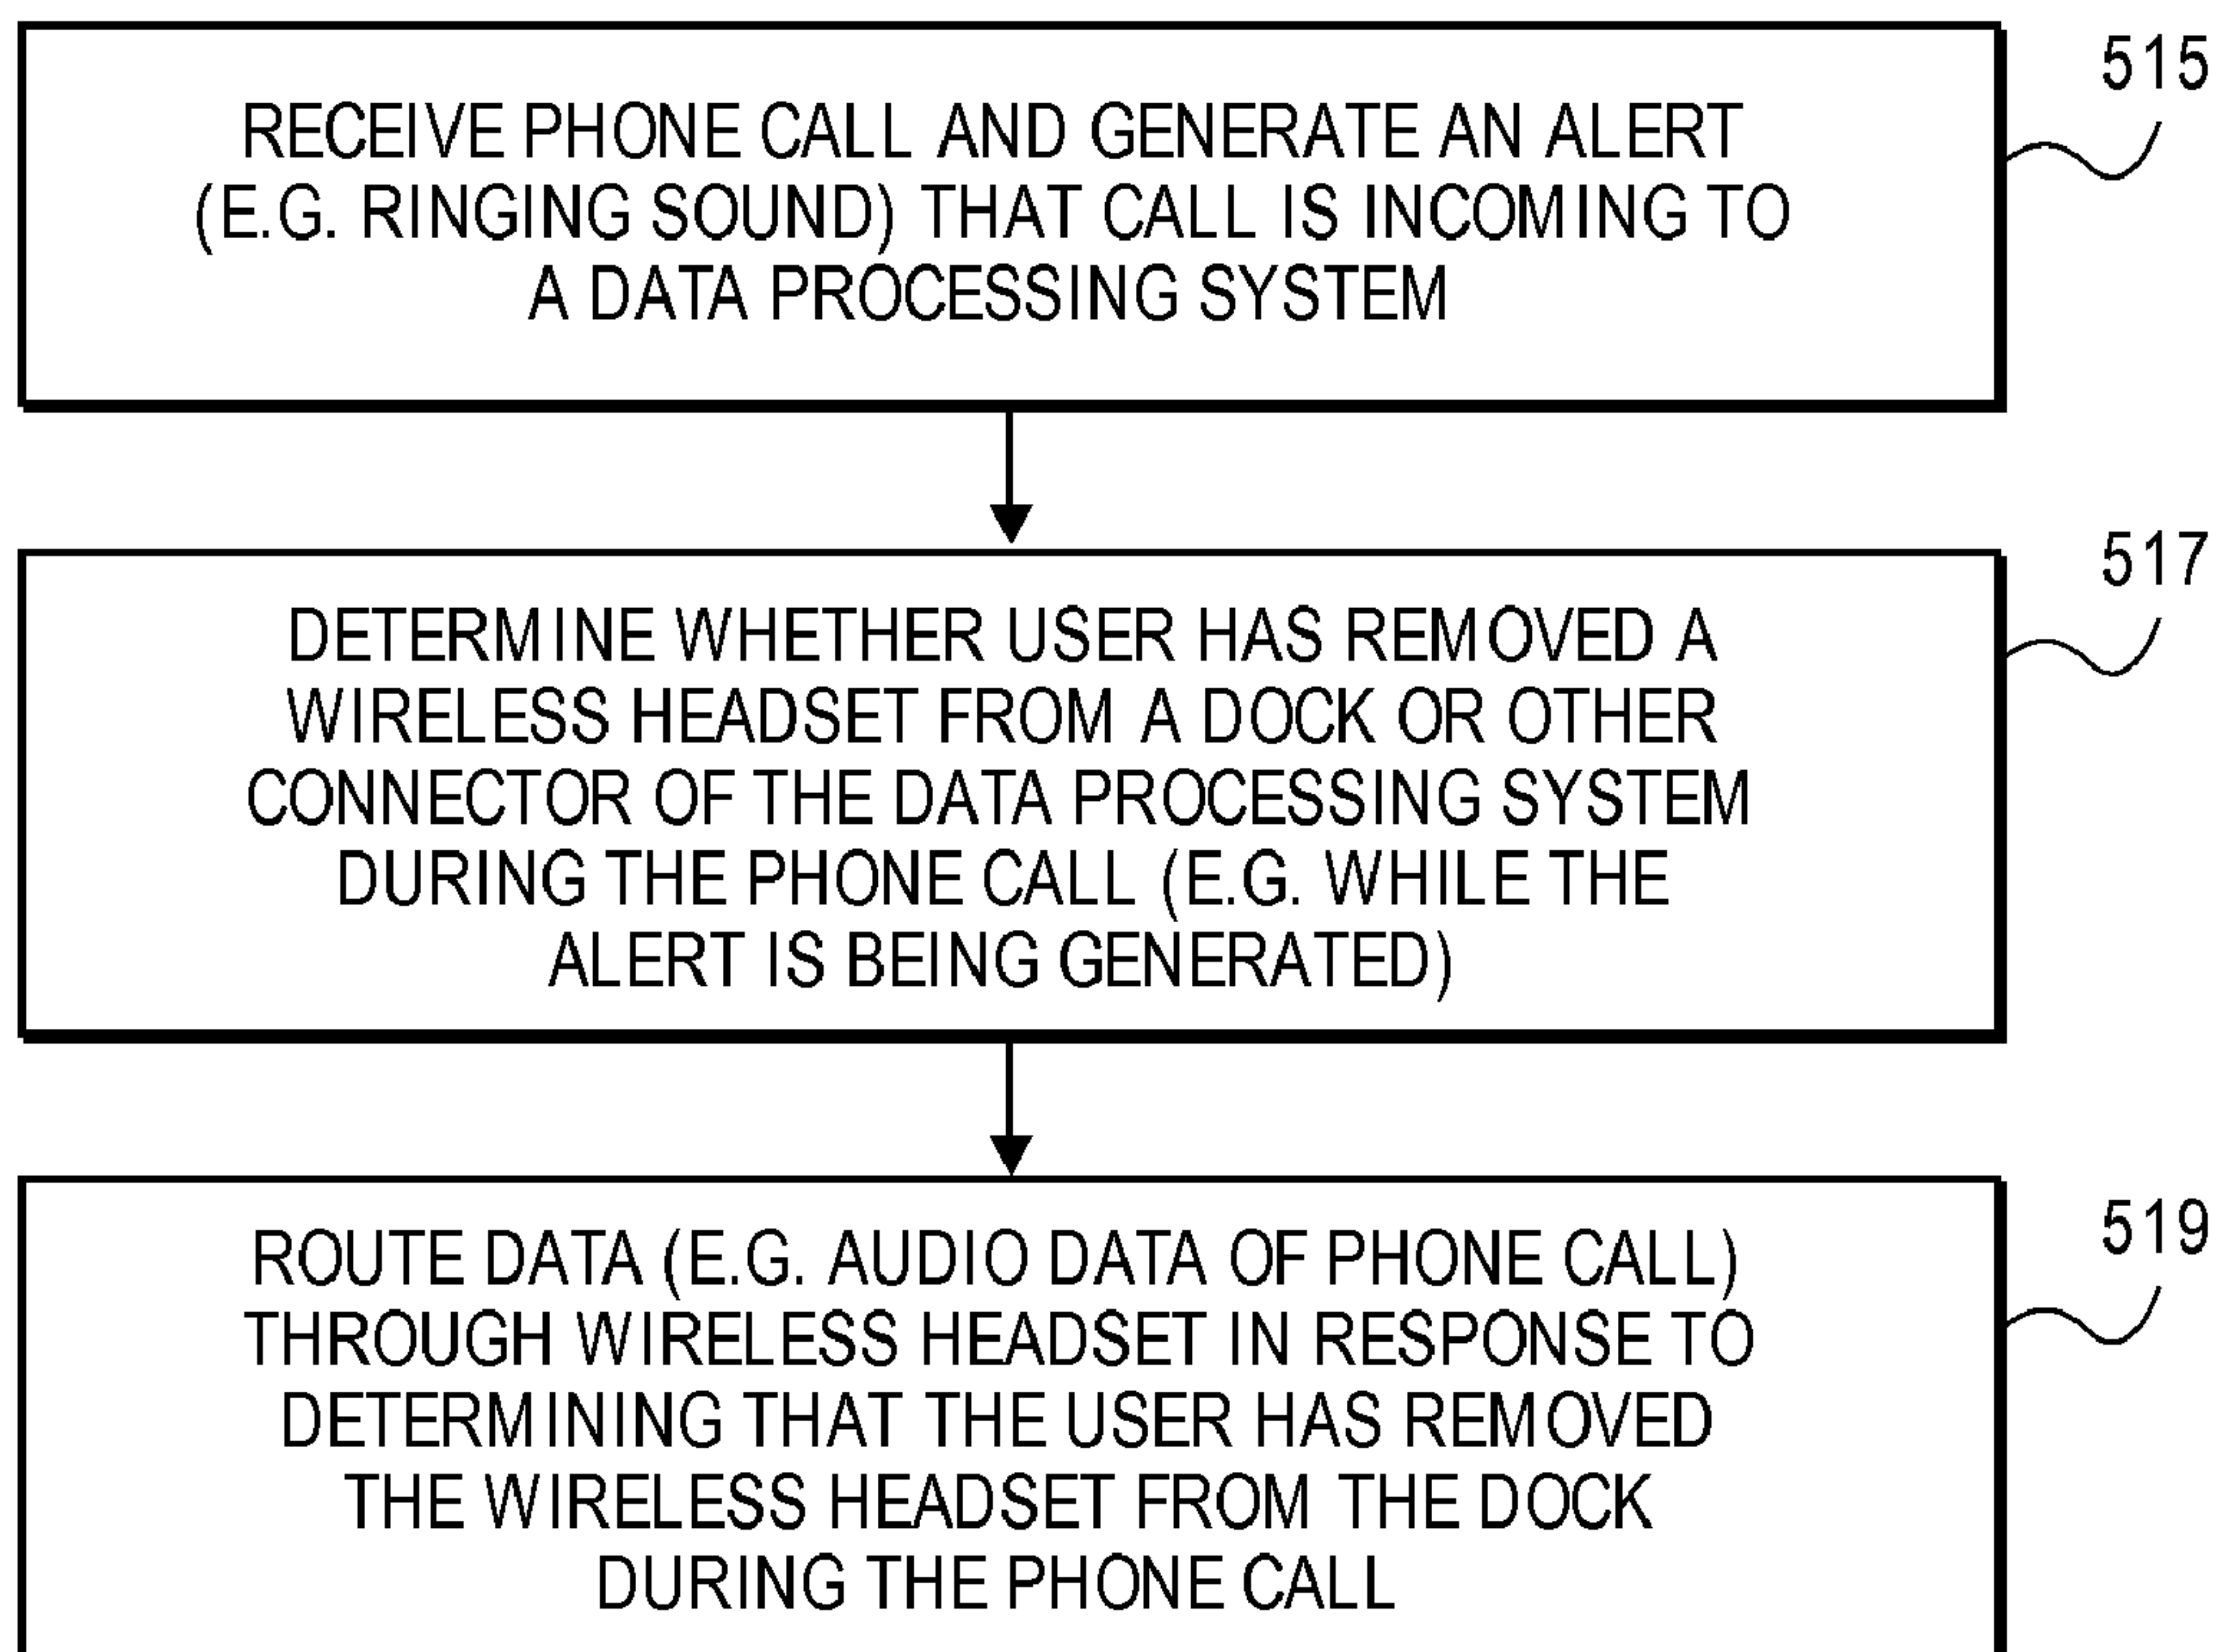 515
RECEIVE PHONE CALL AND GENERATE AN ALERT
(E.G. RINGING SOUND) THAT CALL IS INCOMING TO
A DATA PROCESSING SYSTEM
517
DETERMINE WHETHER USER HAS REMOVED A
WIRELESS HEADSET FROM A DOCK OR OTHER
CONNECTOR OF THE DATA PROCESSING SYSTEM
DURING THE PHONE CALL (E.G. WHILE THE
ALERT IS BEING GENERATED)
519
ROUTE DATA (E.G. AUDIO DATA OF PHONE CALL)
THROUGH WIRELESS HEADSET IN RESPONSE TO
DETERMINING THAT THE USER HAS REMOVED
THE WIRELESS HEADSET FROM THE DOCK
DURING THE PHONE CALL